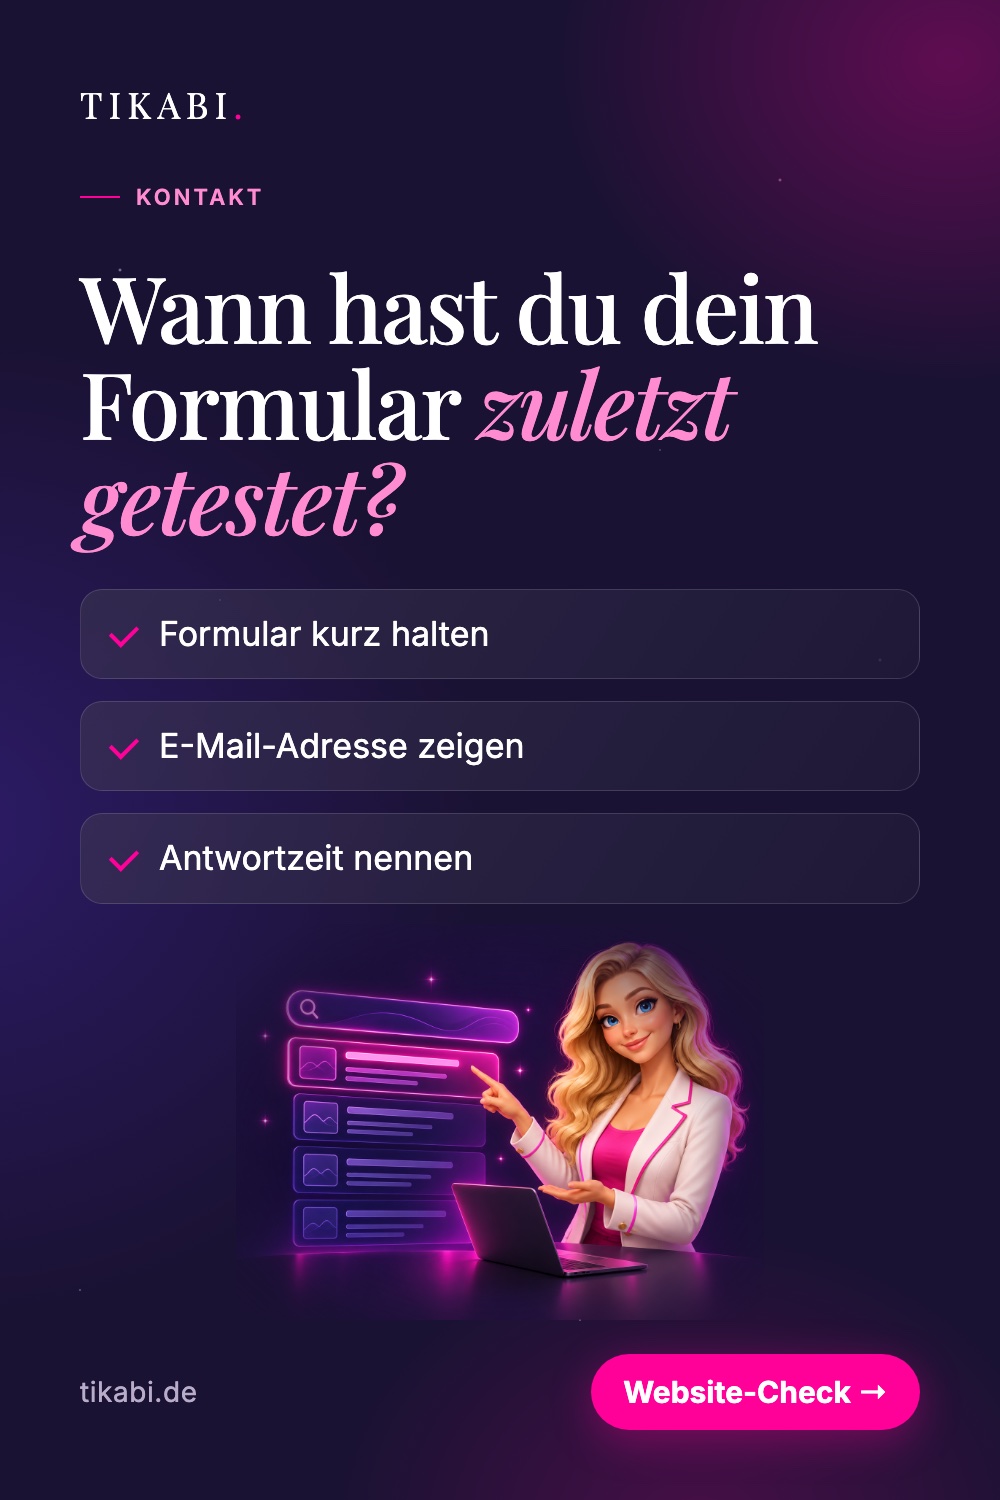 TIKABI.
KONTAKT
Wann hast du dein
Formular zuletzt
getestet?
Formular kurz halten
E-Mail-Adresse zeigen
Antwortzeit nennen
tikabi.de
Website-Check →